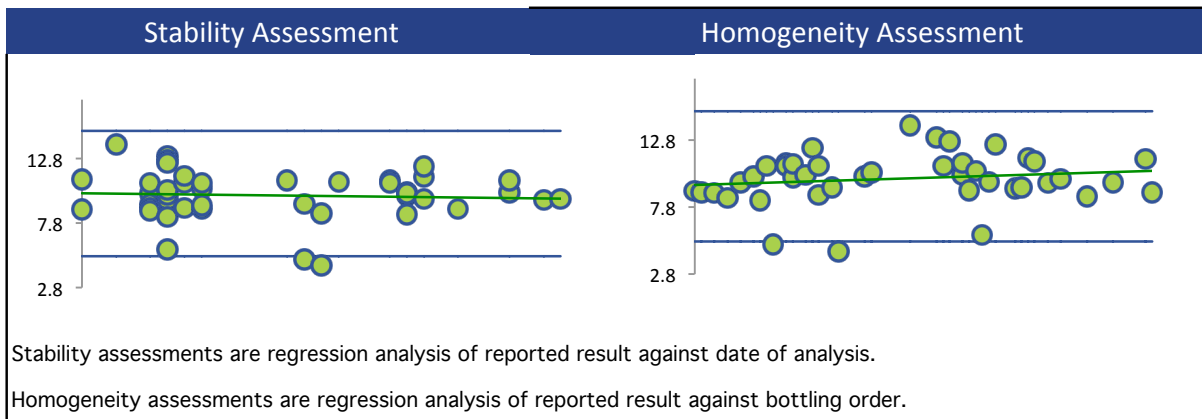 Stability Assessment
Homogeneity Assessment
12.8
7.8
2.8
12.8
7.8
2.8
Stability assessments are regression analysis of reported result against date of analysis.
Homogeneity assessments are regression analysis of reported result against bottling order.